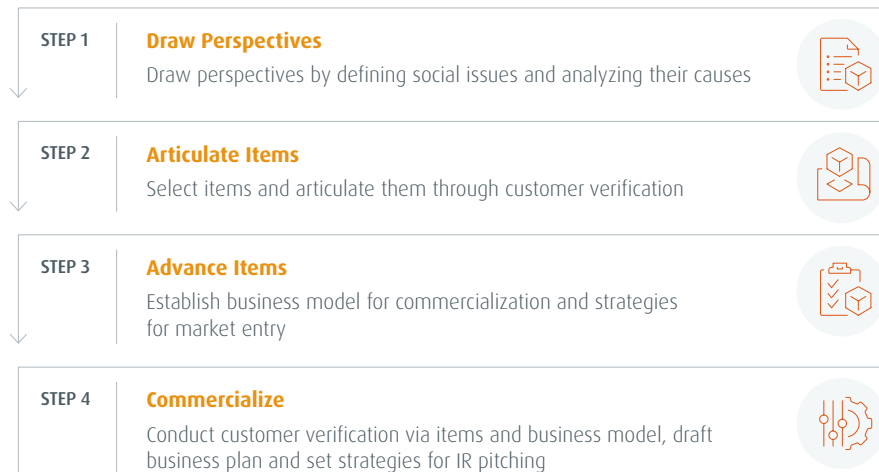 STEP 1
Draw Perspectives
Draw perspectives by defining social issues and analyzing their causes
STEP 2
Articulate Items
Select items and articulate them through customer verification
STEP 3
Advance Items
Establish business model for commercialization and strategies
for market entry
STEP 4
Commercialize
Conduct customer verification via items and business model, draft
business plan and set strategies for IR pitching